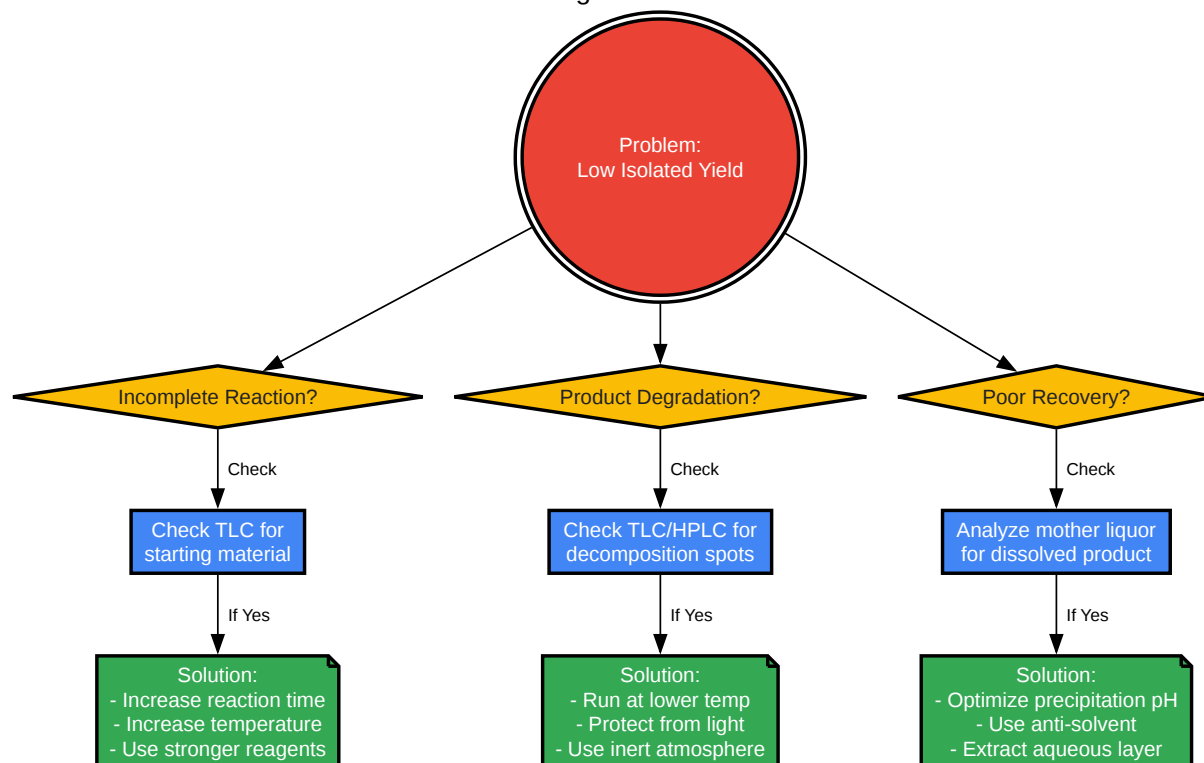 Problem:
Low Isolated Yield
Incomplete Reaction?
Product Degradation?
Poor Recovery?
Check
Check
Check
Check TLC for
starting material
Check TLC/HPLC for
decomposition spots
Analyze mother liquor
for dissolved product
If Yes
If Yes
If Yes
Solution:
- Increase reaction time
- Increase temperature
- Use stronger reagents
Solution:
- Run at lower temp
- Protect from light
- Use inert atmosphere
Solution:
- Optimize precipitation pH
- Use anti-solvent
- Extract aqueous layer